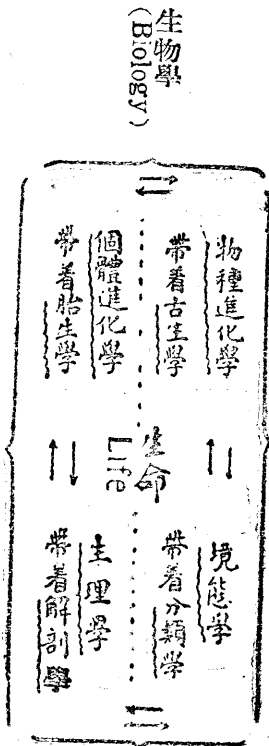 生物學
(Biology)
物種進化學
帶着古生學
個體進化學
帶着胎生學
生命
Life
境態學
帶着分類學
生理學
帶着解剖學